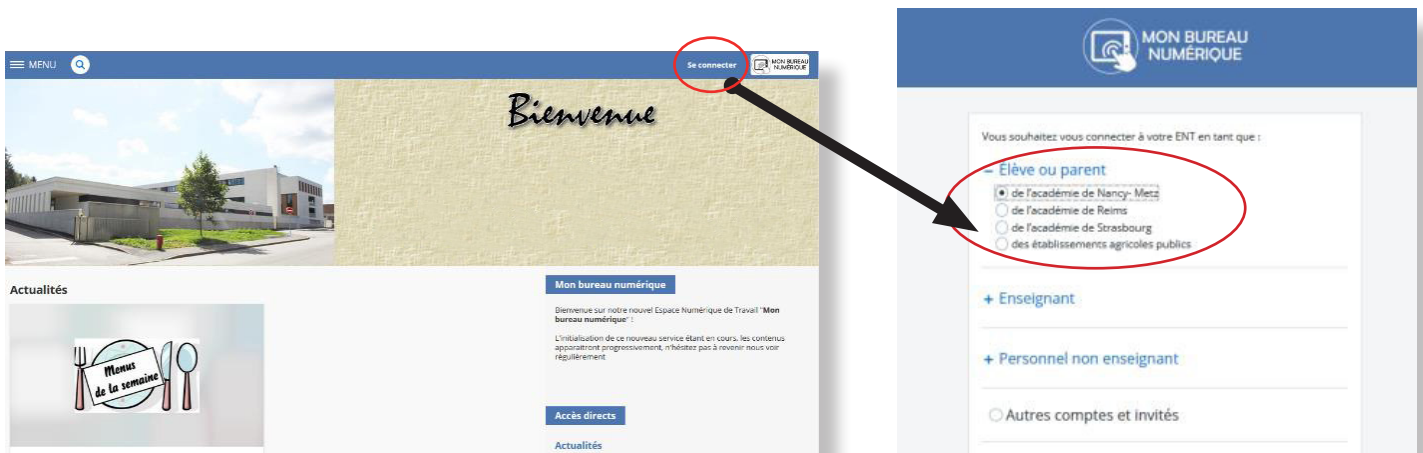 MENU
Se connecter
MON BUREAU
NUMÉRIQUE
Bienvenue
Actualités
Menus
de la semaine
Mon bureau numérique
Bienvenue sur notre nouvel Espace Numérique de Travail "Mon
bureau numérique" !
L'initialisation de ce nouveau service étant en cours, les contenus
apparaitront progressivement, n'hésitez pas à revenir nous voir
régulièrement
Accès directs
Actualités
MON BUREAU
NUMÉRIQUE
Vous souhaitez vous connecter à votre ENT en tant que :
– Élève ou parent
de l'académie de Nancy- Metz
de l'académie de Reims
de l'académie de Strasbourg
des établissements agricoles publics
+ Enseignant
+ Personnel non enseignant
Autres comptes et invités